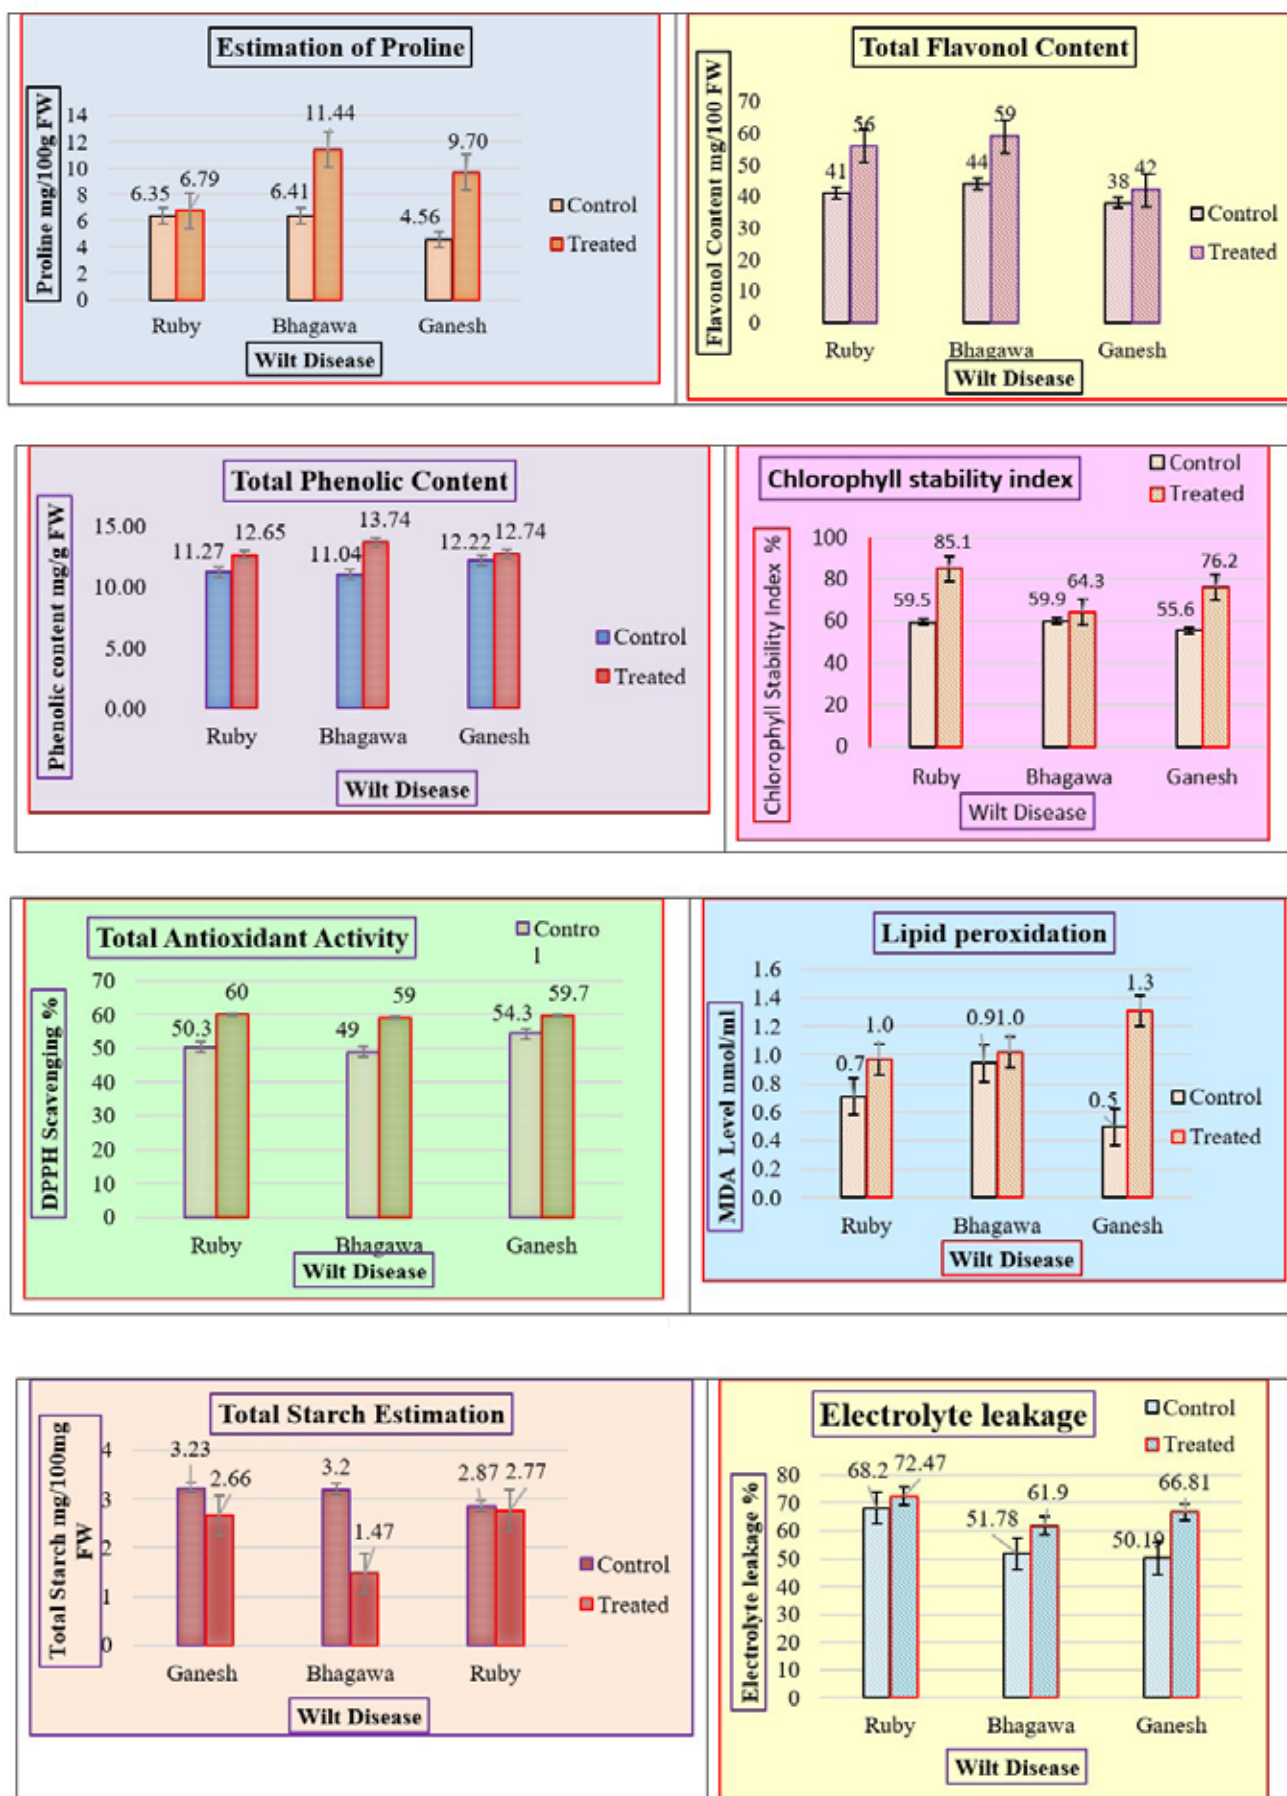 Estimation of Proline
Proline mg/100g FW
14
12
10
8
6
4
2
0
6.35
6.79
6.41
11.44
4.56
9.70
Ruby
Bhagawa
Ganesh
Wilt Disease
Control
Treated
Total Flavonol Content
Flavonol Content mg/100 FW
70
60
50
40
30
20
10
0
41
56
44
59
38
42
Ruby
Bhagawa
Ganesh
Wilt Disease
Control
Treated
Total Phenolic Content
Phenolic content mg/g FW
15.00
10.00
5.00
0.00
11.27
12.65
11.04
13.74
12.22
12.74
Ruby
Bhagawa
Ganesh
Wilt Disease
Control
Treated
Chlorophyll stability index
Control
Treated
Chlorophyll Stability Index %
100
80
60
40
20
0
59.5
85.1
59.9
64.3
55.6
76.2
Ruby
Bhagawa
Ganesh
Wilt Disease
Total Antioxidant Activity
Contro
l
DPPH Scavenging %
70
60
50
40
30
20
10
0
50.3
60
49
59
54.3
59.7
Ruby
Bhagawa
Ganesh
Wilt Disease
Lipid peroxidation
MDA Level nmol/ml
1.6
1.4
1.2
1.0
0.8
0.6
0.4
0.2
0.0
0.7
1.0
0.9
1.0
0.5
1.3
Ruby
Bhagawa
Ganesh
Wilt Disease
Control
Treated
Total Starch Estimation
Total Starch mg/100mg
FW
4
3
2
1
0
3.23
2.66
3.2
1.47
2.87
2.77
Ganesh
Bhagawa
Ruby
Wilt Disease
Control
Treated
Electrolyte leakage
Control
Treated
Electrolyte leakage %
80
70
60
50
40
30
20
10
0
68.2
72.47
51.78
61.9
50.19
66.81
Ruby
Bhagawa
Ganesh
Wilt Disease